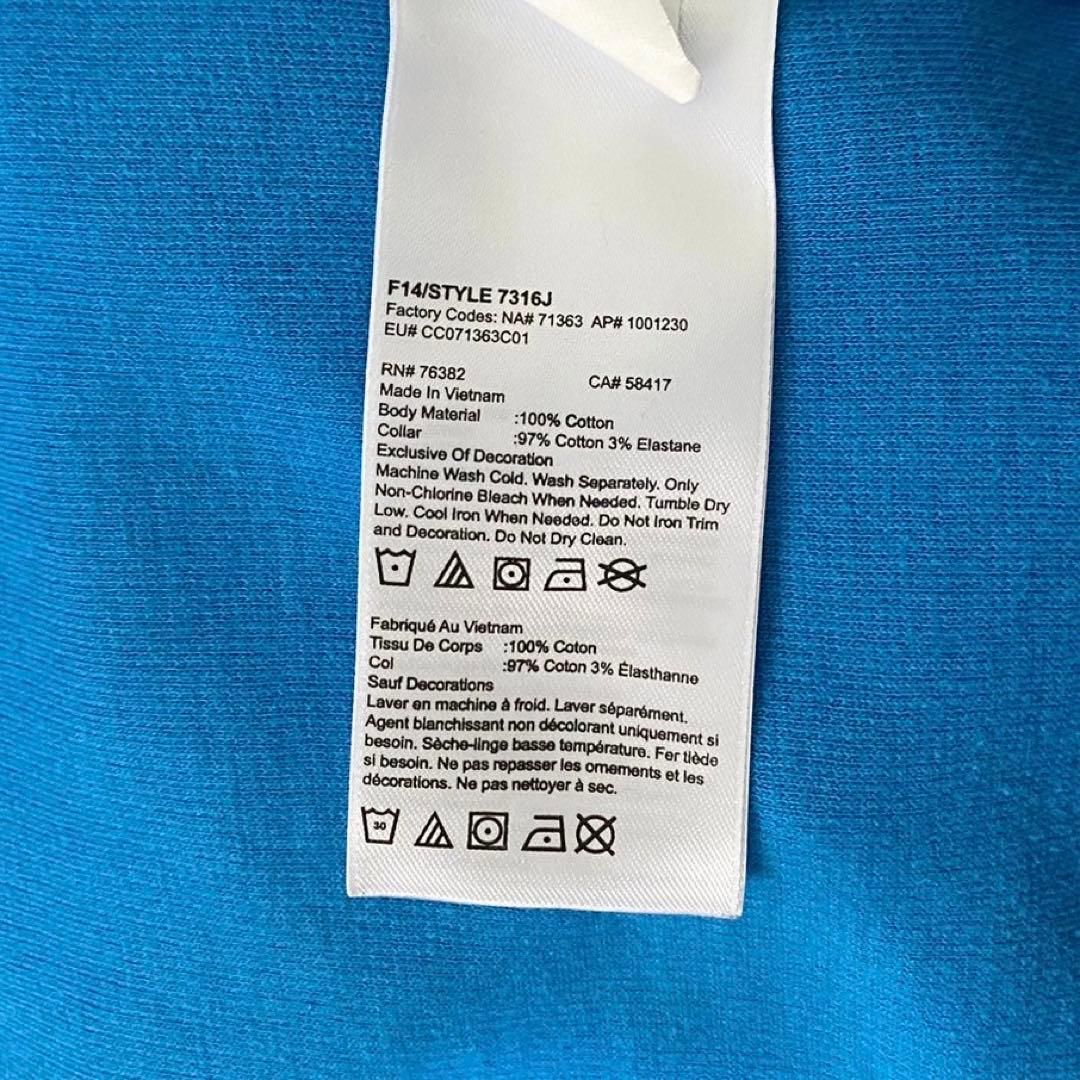 F14/STYLE 7316J
Factory Codes: NA# 71363 AP# 1001230
EU# CC071363C01
RN# 76382 CA# 58417
Made In Vietnam
Body Material :100% Cotton
Collar :97% Cotton 3% Elastane
Exclusive Of Decoration
Machine Wash Cold. Wash Separately. Only
Non-Chlorine Bleach When Needed. Tumble Dry
Low. Cool Iron When Needed. Do Not Iron Trim
and Decoration. Do Not Dry Clean.
Fabriqué Au Vietnam
Tissu De Corps :100% Coton
Col :97% Coton 3% Élasthanne
Sauf Decorations
Laver en machine à froid. Laver séparément.
Agent blanchissant non décolorant uniquement si
besoin. Sèche-linge basse température. Fer tiède
si besoin. Ne pas repasser les ornements et les
décorations. Ne pas nettoyer à sec.
30